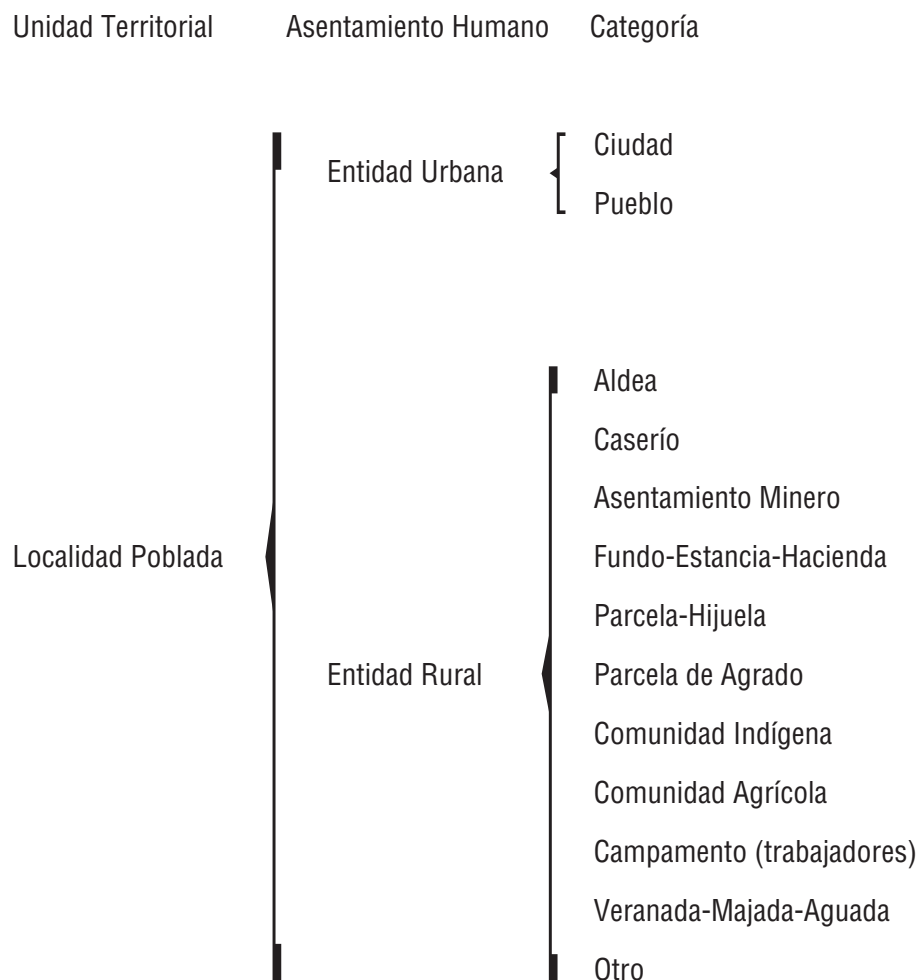 Unidad Territorial Asentamiento Humano Categoría
Ciudad
Entidad Urbana
Pueblo
Aldea
Caserío
Asentamiento Minero
Localidad Poblada Fundo-Estancia-Hacienda
Parcela-Hijuela
Entidad Rural Parcela de Agrado
Comunidad Indígena
Comunidad Agrícola
Campamento (trabajadores)
Veranada-Majada-Aguada
Otro